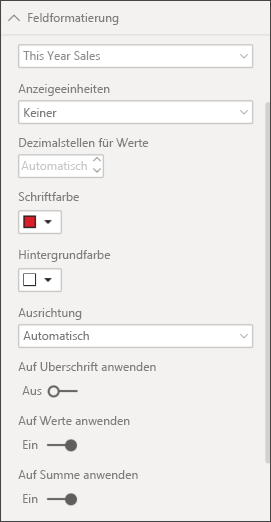 Feldformatierung
This Year Sales
Anzeigeeinheiten
Keiner
Dezimalstellen für Werte
Automatisch
Schriftfarbe
Hintergrundfarbe
Ausrichtung
Automatisch
Auf Überschrift anwenden
Aus
Auf Werte anwenden
Ein
Auf Summe anwenden
Ein